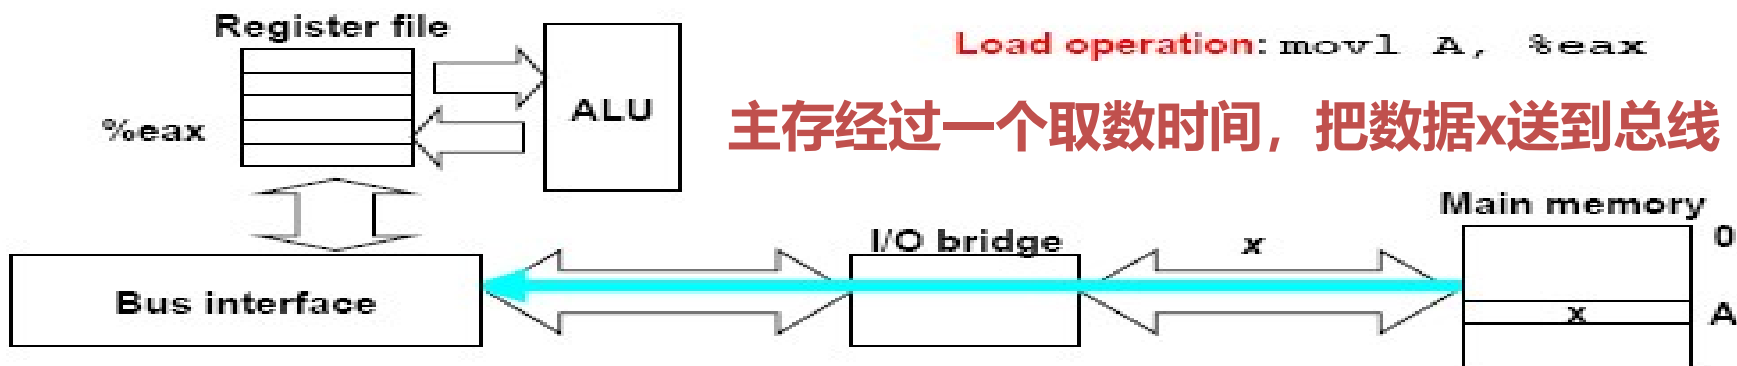 Register file
Load operation: movl A, %eax
ALU
%eax
主存经过一个取数时间，把数据x送到总线
Main memory
I/O bridge
x
0
Bus interface
x
A